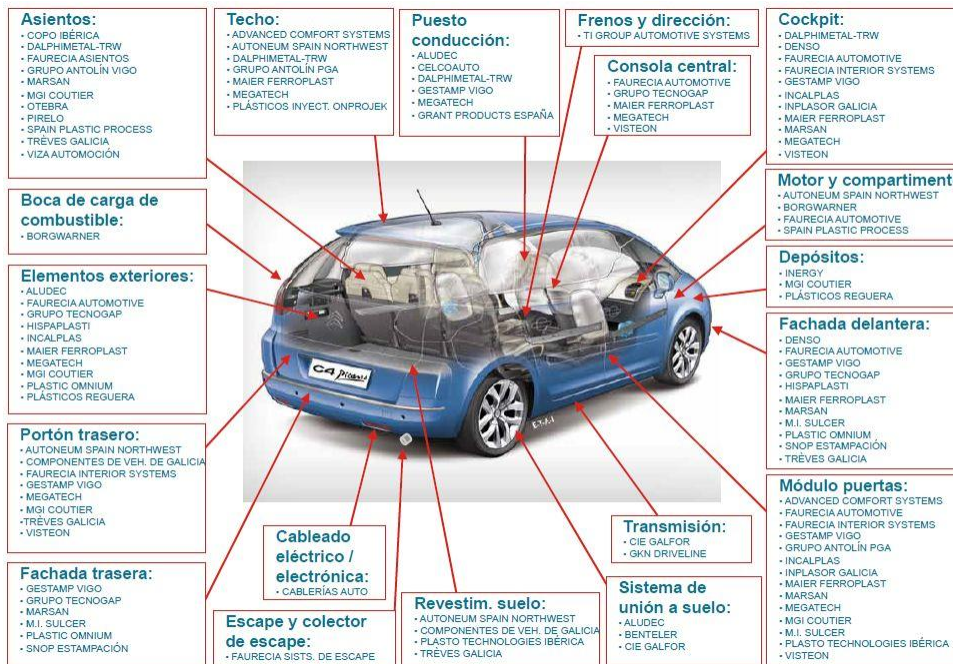 Asientos:
• COPO IBÉRICA
• DALPHIMETAL-TRW
• FAURECIA ASIENTOS
• GRUPO ANTOLÍN VIGO
• MARSAN
• MGI COUTIER
• OTEBRA
• PIRELO
• SPAIN PLASTIC PROCESS
• TRÈVES GALICIA
• VIZA AUTOMOCIÓN
Techo:
• ADVANCED COMFORT SYSTEMS
• AUTONEUM SPAIN NORTHWEST
• DALPHIMETAL-TRW
• GRUPO ANTOLÍN PGA
• MAIER FERROPLAST
• MEGATECH
• PLÁSTICOS INYECT. ONPROJEK
Puesto
conducción:
• ALUDEC
• CELCOAUTO
• DALPHIMETAL-TRW
• GESTAMP VIGO
• MEGATECH
• GRANT PRODUCTS ESPAÑA
Frenos y dirección:
• TI GROUP AUTOMOTIVE SYSTEMS
Consola central:
• FAURECIA AUTOMOTIVE
• GRUPO TECNOGAP
• MAIER FERROPLAST
• MEGATECH
• VISTEON
Cockpit:
• DALPHIMETAL-TRW
• DENSO
• FAURECIA AUTOMOTIVE
• FAURECIA INTERIOR SYSTEMS
• GESTAMP VIGO
• INCALPLAS
• INPLASOR GALICIA
• MAIER FERROPLAST
• MARSAN
• MEGATECH
• VISTEON
Boca de carga de
combustible:
• BORGWARNER
Motor y compartiment
• AUTONEUM SPAIN NORTHWEST
• BORGWARNER
• FAURECIA AUTOMOTIVE
• SPAIN PLASTIC PROCESS
Elementos exteriores:
• ALUDEC
• FAURECIA AUTOMOTIVE
• GRUPO TECNOGAP
• HISPAPLASTI
• INCALPLAS
• MAIER FERROPLAST
• MEGATECH
• MGI COUTIER
• PLASTIC OMNIUM
• PLÁSTICOS REGUERA
Depósitos:
• INERGY
• MGI COUTIER
• PLÁSTICOS REGUERA
Fachada delantera:
• DENSO
• FAURECIA AUTOMOTIVE
• GESTAMP VIGO
• GRUPO TECNOGAP
• HISPAPLASTI
• MAIER FERROPLAST
• MARSAN
• M.I. SULCER
• PLASTIC OMNIUM
• SNOP ESTAMPACIÓN
• TRÈVES GALICIA
C4 Picasso
E.T.A.I
Portón trasero:
• AUTONEUM SPAIN NORTHWEST
• COMPONENTES DE VEH. DE GALICIA
• FAURECIA INTERIOR SYSTEMS
• GESTAMP VIGO
• MEGATECH
• MGI COUTIER
•TRÈVES GALICIA
• VISTEON
Módulo puertas:
• ADVANCED COMFORT SYSTEMS
• FAURECIA AUTOMOTIVE
• FAURECIA INTERIOR SYSTEMS
• GESTAMP VIGO
• GRUPO ANTOLÍN PGA
• INCALPLAS
• INPLASOR GALICIA
• MAIER FERROPLAST
• MARSAN
• MEGATECH
• MGI COUTIER
• M.I. SULCER
• PLASTO TECHNOLOGIES IBÉRICA
• VISTEON
Fachada trasera:
• GESTAMP VIGO
• GRUPO TECNOGAP
• MARSAN
• M.I. SULCER
• PLASTIC OMNIUM
• SNOP ESTAMPACIÓN
Cableado
eléctrico /
electrónica:
• CABLERÍAS AUTO
Escape y colector
de escape:
• FAURECIA SISTS. DE ESCAPE
Revestim. suelo:
• AUTONEUM SPAIN NORTHWEST
• COMPONENTES DE VEH. DE GALICIA
• PLASTO TECHNOLOGIES IBÉRICA
• TRÈVES GALICIA
Transmisión:
• CIE GALFOR
• GKN DRIVELINE
Sistema de
unión a suelo:
• ALUDEC
• BENTELER
• CIE GALFOR